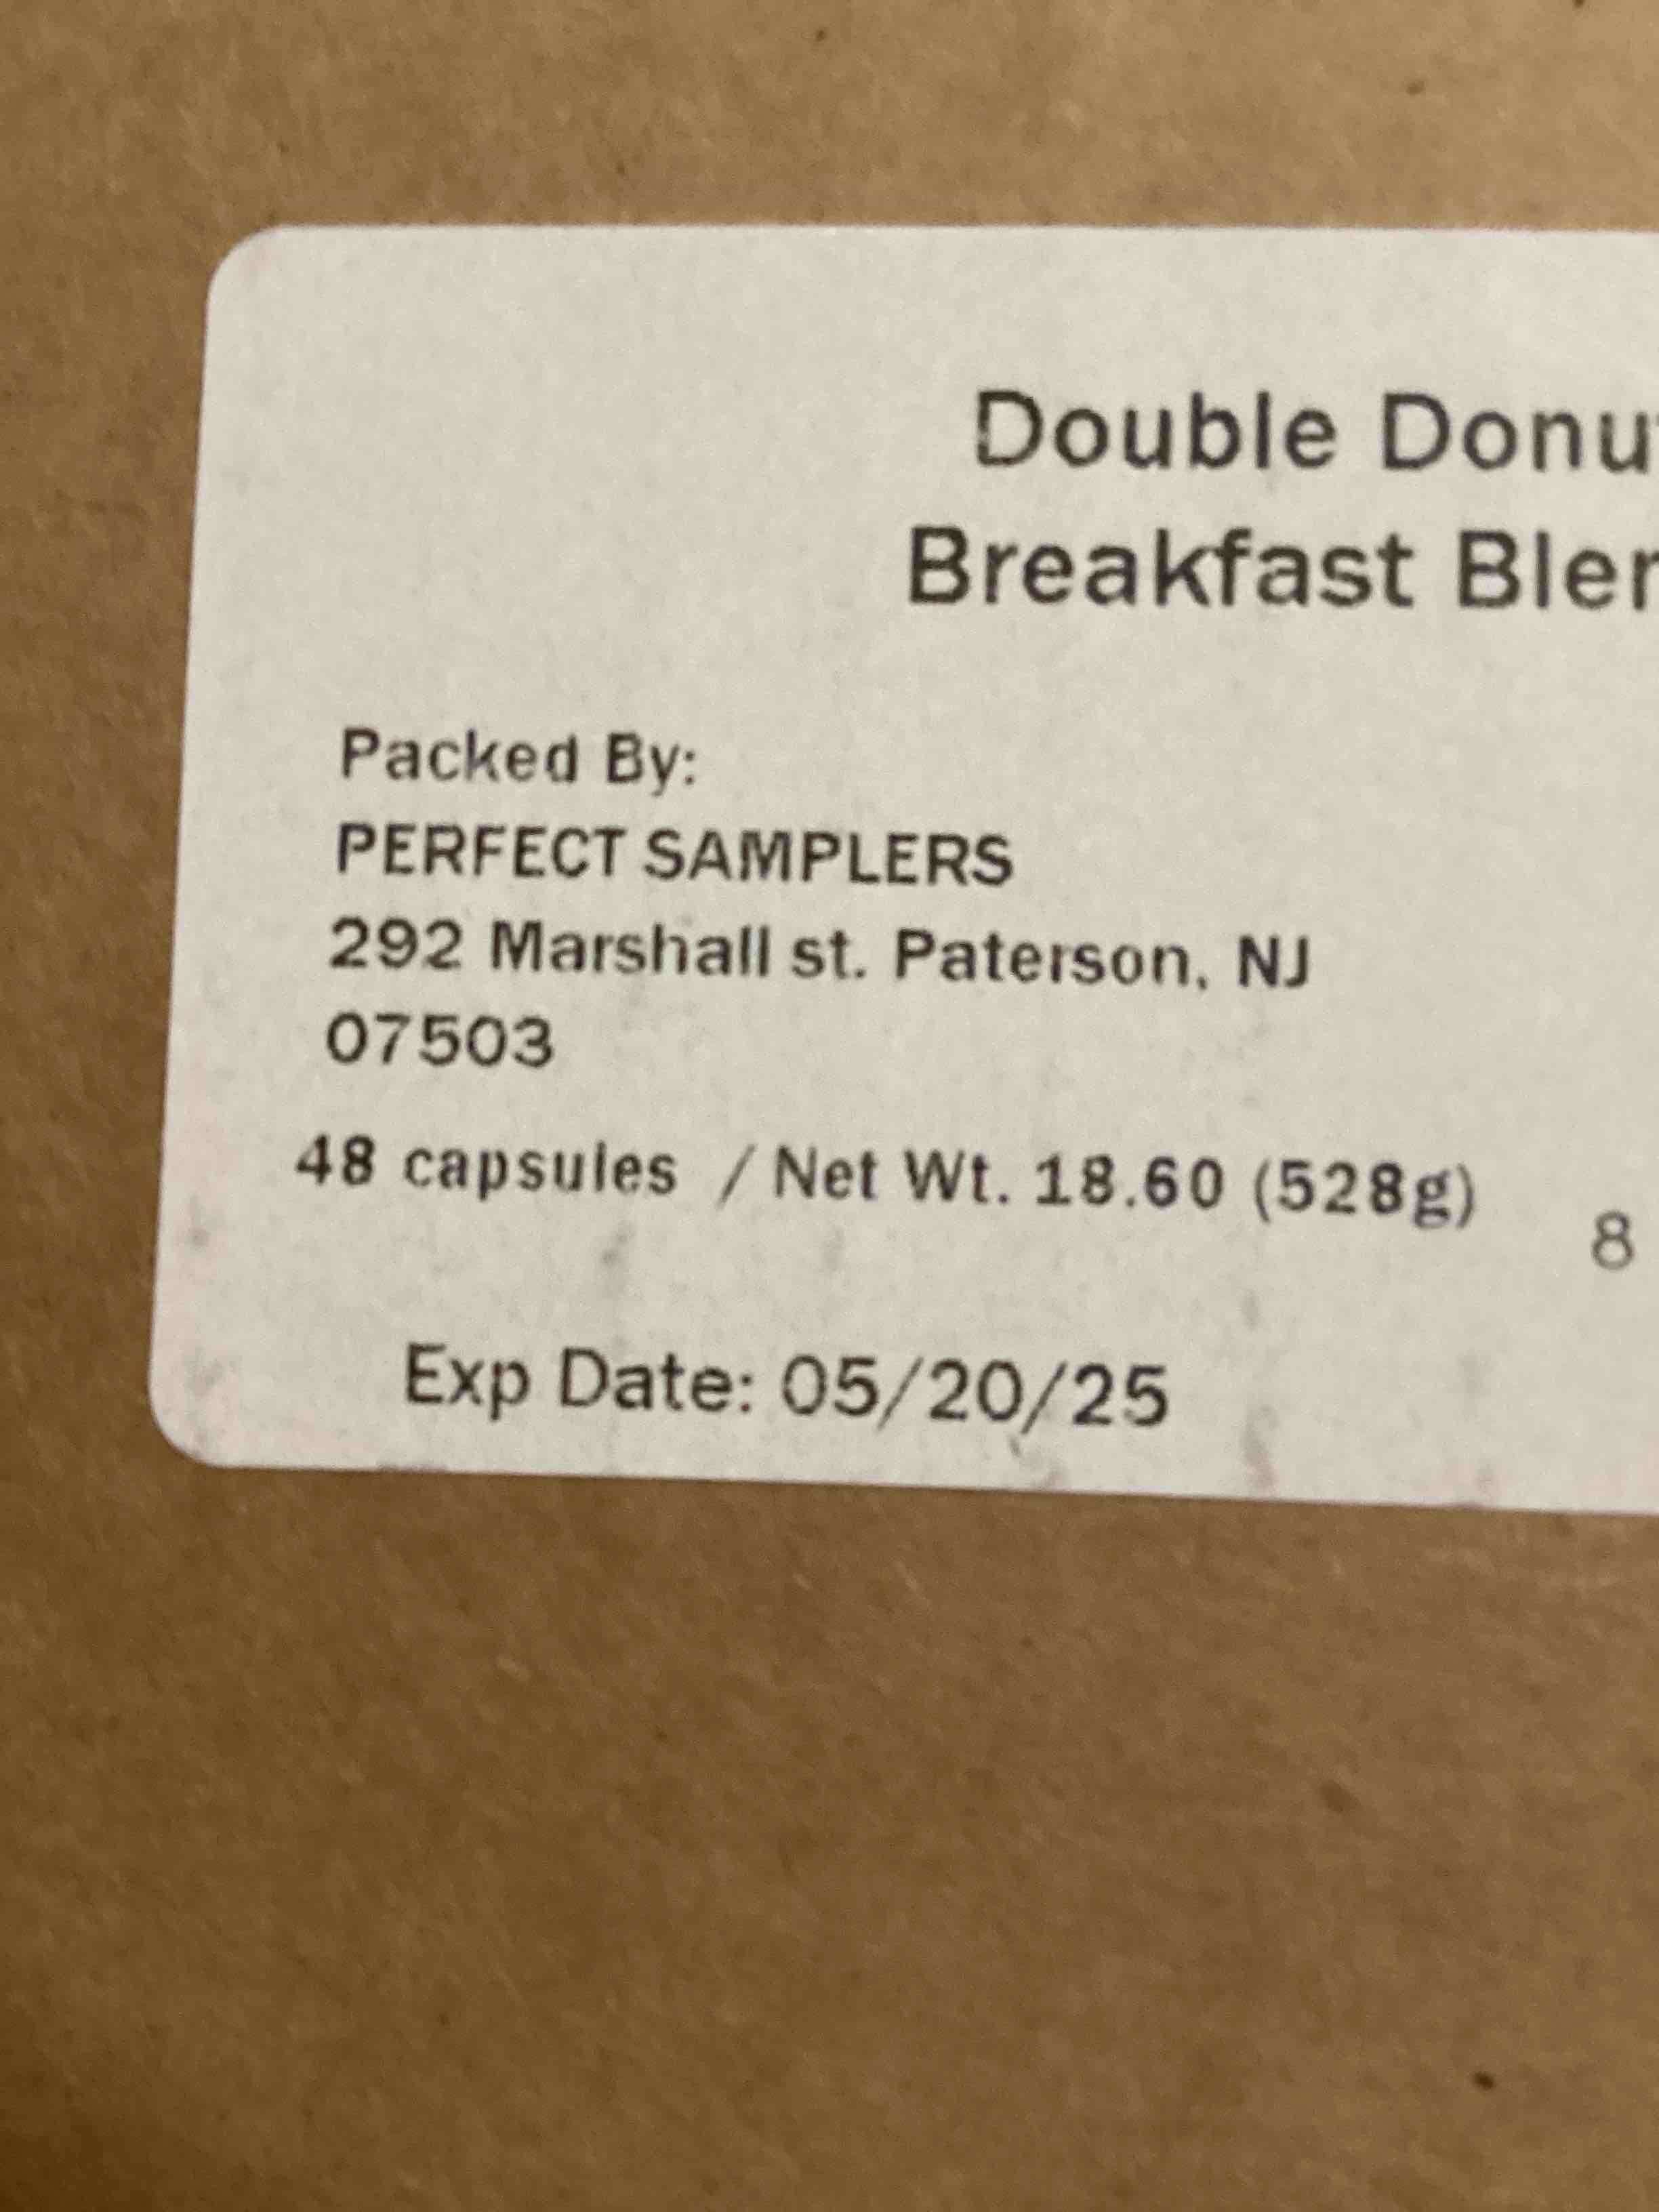 Double Donu
Breakfast Blen
Packed By:
PERFECT SAMPLERS
292 Marshall st. Paterson, NJ
07503
48 capsules / Net Wt. 18.60 (528g)
8
Exp Date: 05/20/25